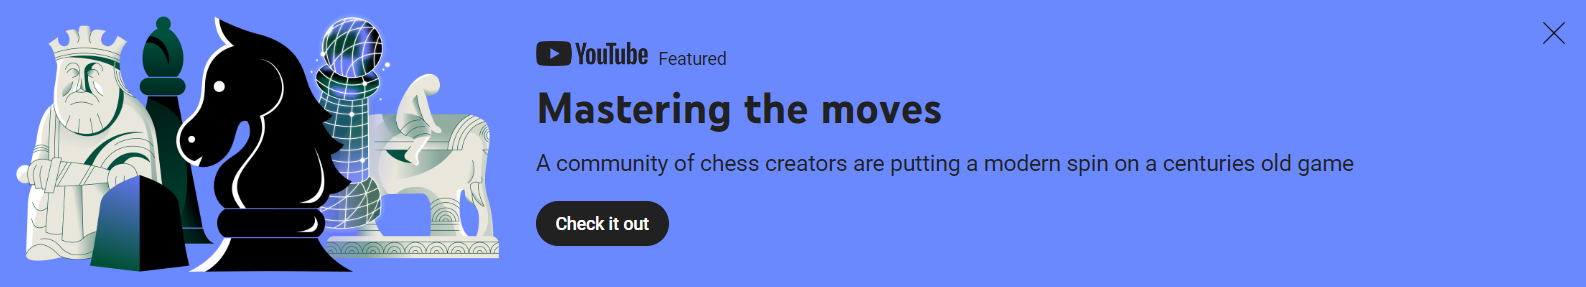 YouTube Featured
Mastering the moves
A community of chess creators are putting a modern spin on a centuries old game
Check it out